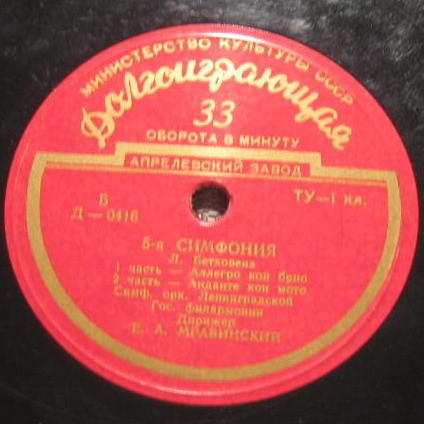 МИНИСТЕРСТВО КУЛЬТУРЫ СССР
Долгоиграющая
33
ОБОРОТА В МИНУТУ
АПРЕЛЕВСКИЙ ЗАВОД
Б
Д—0416
ТУ—1 кл.
5-я СИМФОНИЯ
Л. Бетховена
1 часть — Аллегро кон брио
2 часть — Анданте кон мото
Симф. орк. Ленинградской
Гос. филармонии
Дирижер
Е. А. МРАВИНСКИЙ